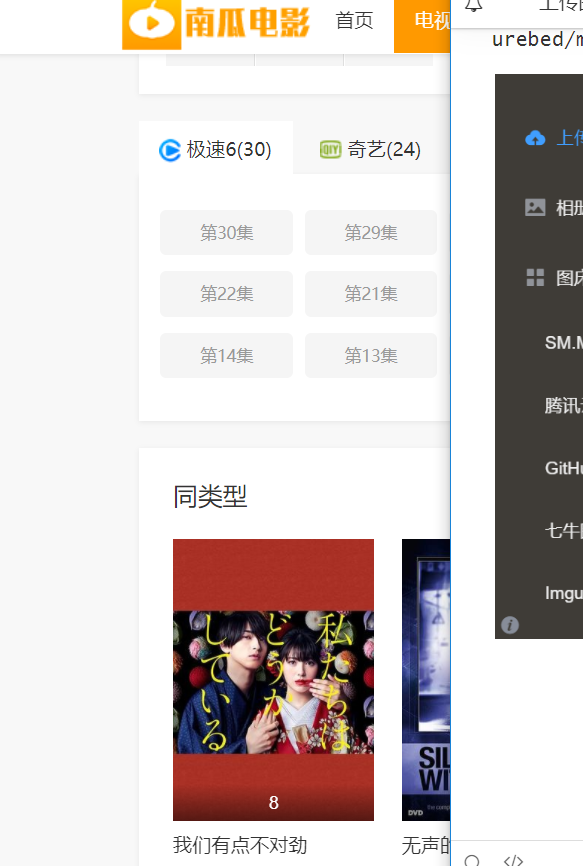 南瓜电影 首页 电视
极速6(30) 奇艺(24)
第30集 第29集
第22集 第21集
第14集 第13集
同类型
私たちは
どうか
している
8
我们有点不对劲
SIL
WI
the comple
DVD
无声的
上传
urebed/m
上传
相册
图床
SM.M
腾讯云
GitHu
七牛
Imgu